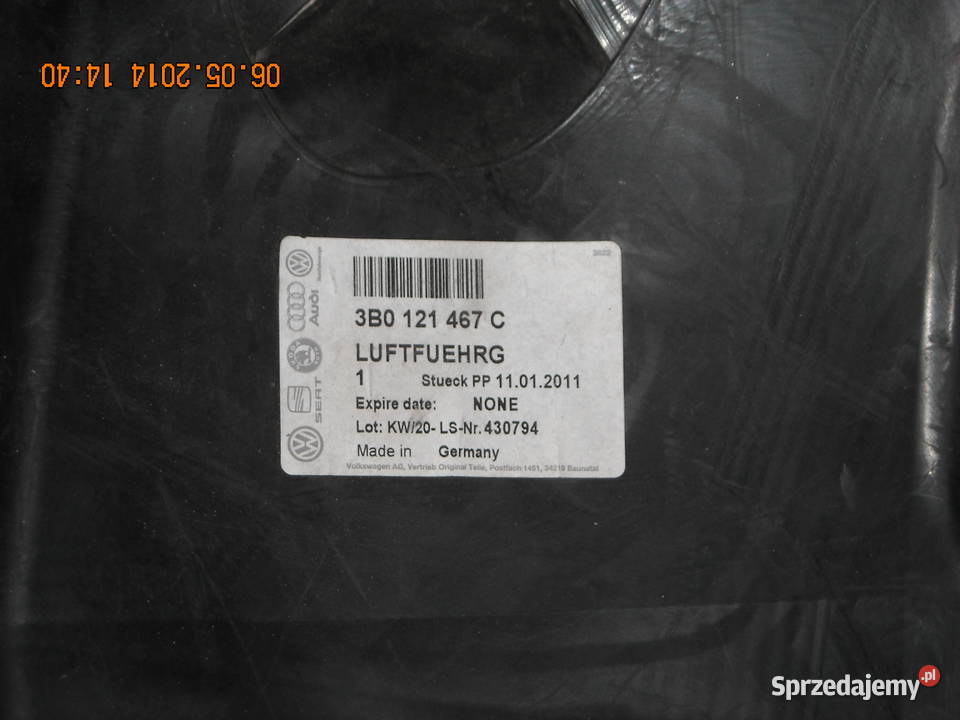 06.05.2014 14:40
3B0 121 467 C
LUFTFUEHRG
1 Stueck PP 11.01.2011
Expire date: NONE
Lot: KW/20- LS-Nr. 430794
Made in Germany
Volkswagen AG, Vertrieb Original Teile, Postfach 1451, 34219 Baunatal
Audi
SEAT
Sprzedajemy.pl